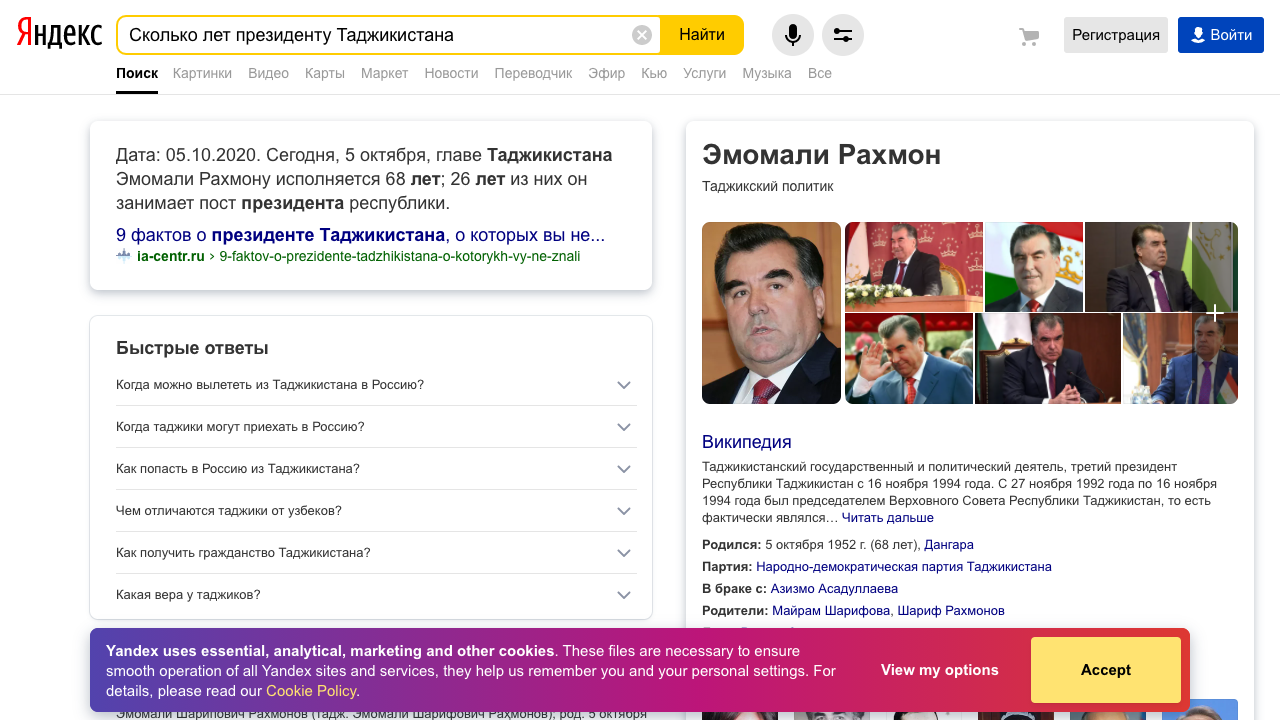 Яндекс
Сколько лет президенту Таджикистана
Найти
Регистрация
Войти
Поиск Картинки Видео Карты Маркет Новости Переводчик Эфир Кью Услуги Музыка Все
Дата: 05.10.2020. Сегодня, 5 октября, главе Таджикистана
Эмомали Рахмону исполняется 68 лет; 26 лет из них он
занимает пост президента республики.
9 фактов о президенте Таджикистана, о которых вы не...
ia-centr.ru › 9-faktov-o-prezidente-tadzhikistana-o-kotorykh-vy-ne-znali
Быстрые ответы
Когда можно вылететь из Таджикистана в Россию?
Когда таджики могут приехать в Россию?
Как попасть в Россию из Таджикистана?
Чем отличаются таджики от узбеков?
Как получить гражданство Таджикистана?
Какая вера у таджиков?
Эмомали Рахмон
Таджикский политик
Википедия
Таджикистанский государственный и политический деятель, третий президент
Республики Таджикистан с 16 ноября 1994 года. С 27 ноября 1992 года по 16 ноября
1994 года был председателем Верховного Совета Республики Таджикистан, то есть
фактически являлся… Читать дальше
Родился: 5 октября 1952 г. (68 лет), Дангара
Партия: Народно-демократическая партия Таджикистана
В браке с: Азизмо Асадуллаева
Родители: Майрам Шарифова, Шариф Рахмонов
Yandex uses essential, analytical, marketing and other cookies. These files are necessary to ensure
smooth operation of all Yandex sites and services, they help us remember you and your personal settings. For
details, please read our Cookie Policy.
View my options
Accept
Эмомали Шарипович Рахмонов (тадж. Эмомали Шарифович Рахмонов), род. 5 октября